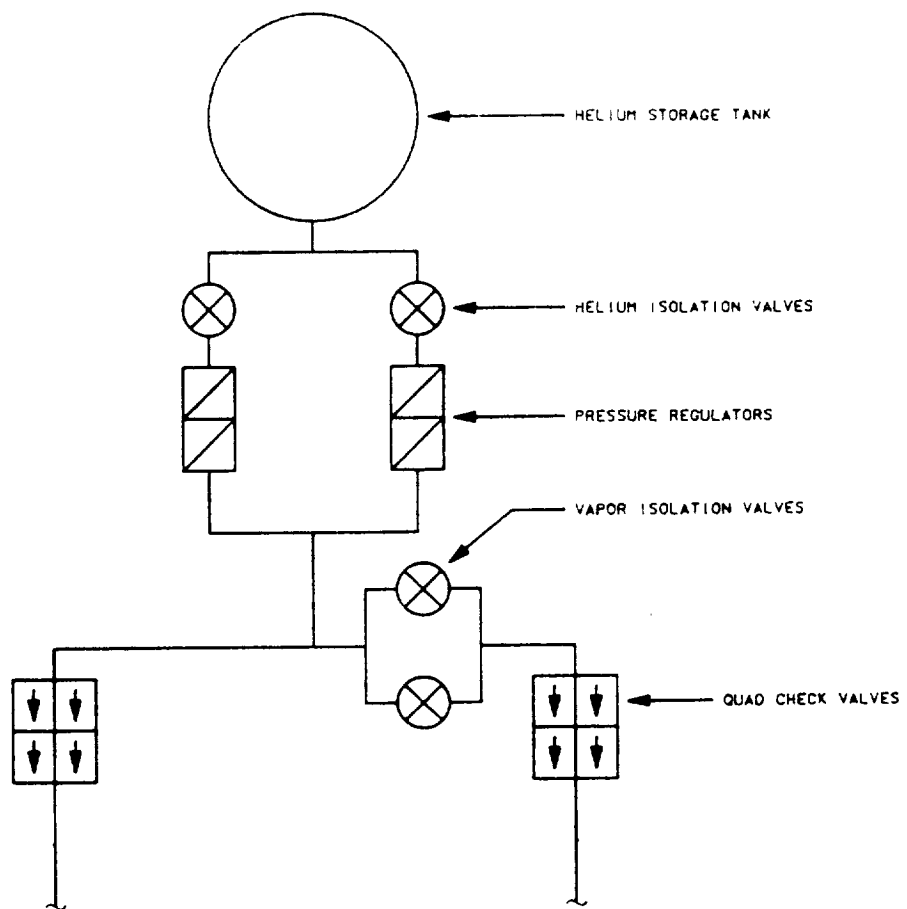 HELIUM STORAGE TANK
HELIUM ISOLATION VALVES
PRESSURE REGULATORS
VAPOR ISOLATION VALVES
QUAD CHECK VALVES